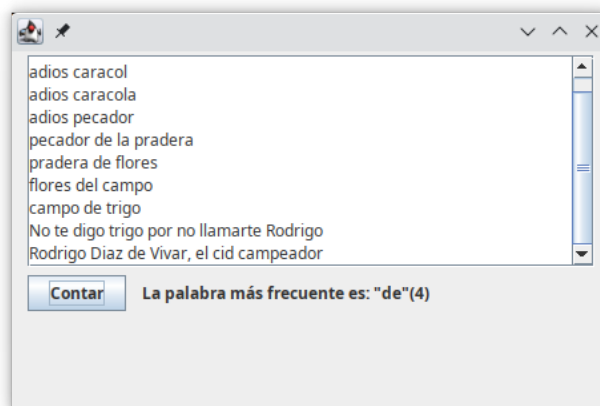 adios caracol
adios caracola
adios pecador
pecador de la pradera
pradera de flores
flores del campo
campo de trigo
No te digo trigo por no llamarte Rodrigo
Rodrigo Diaz de Vivar, el cid campeador
Contar La palabra más frecuente es: "de"(4)